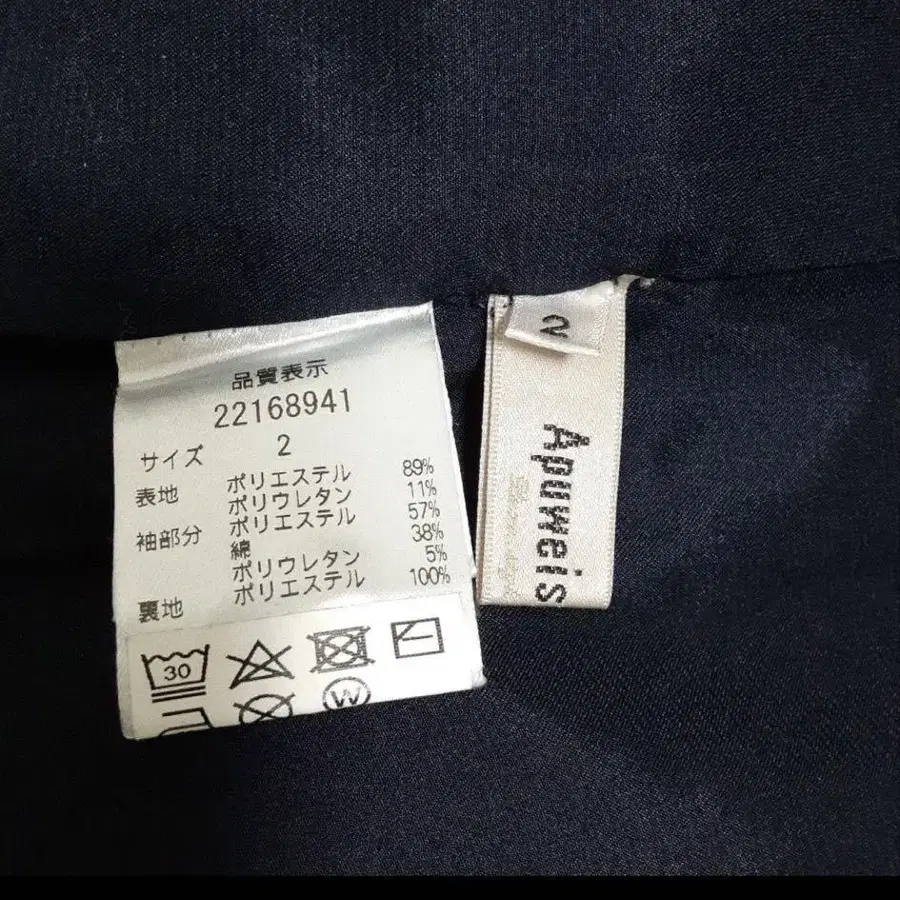 品質表示
22168941
サイズ 2
表地 ポリエステル 89%
ポリウレタン 11%
袖部分 ポリエステル 57%
綿 38%
ポリウレタン 5%
裏地 ポリエステル 100%
30
W
2
Apuweis